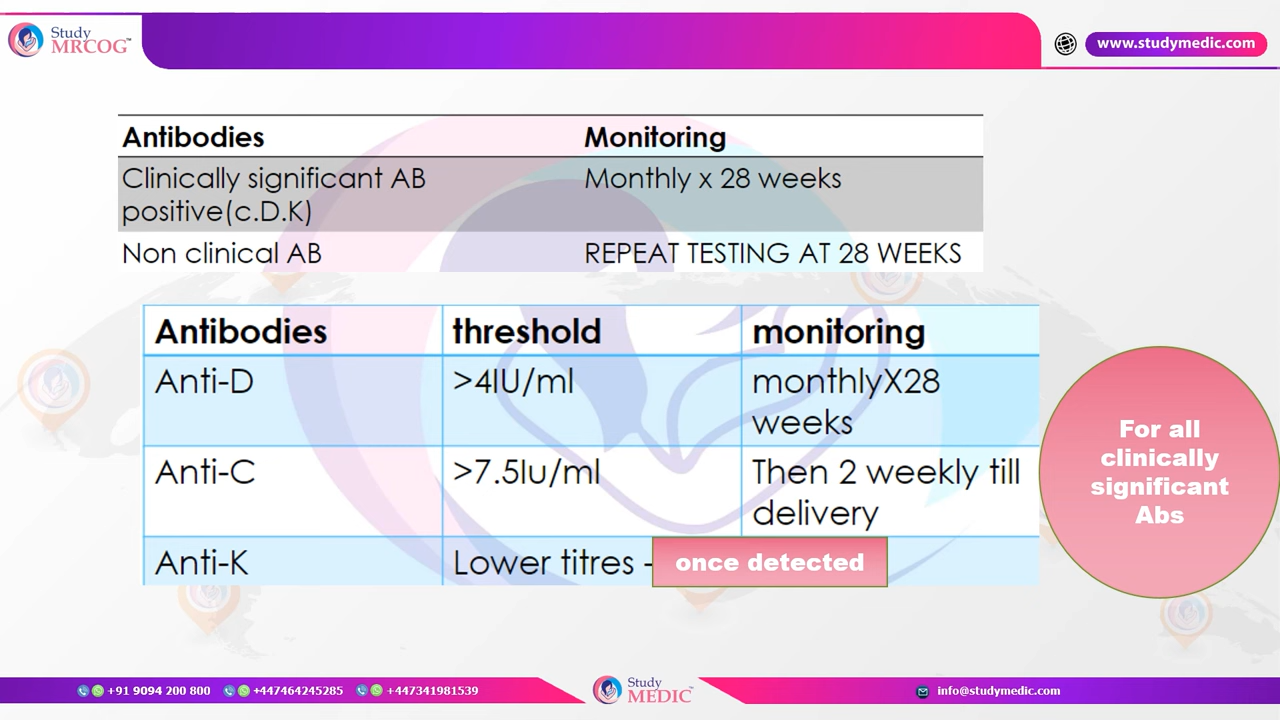 Study
MRCOG™
www.studymedic.com
Antibodies Monitoring
Clinically significant AB Monthly x 28 weeks
positive(c.D.K)
Non clinical AB REPEAT TESTING AT 28 WEEKS
Antibodies threshold monitoring
Anti-D >4IU/ml monthlyX28
weeks
Anti-C >7.5Iu/ml Then 2 weekly till
delivery
Anti-K Lower titres - once detected
For all
clinically
significant
Abs
+91 9094 200 800 +447464245285 +447341981539
Study
MEDIC™
info@studymedic.com